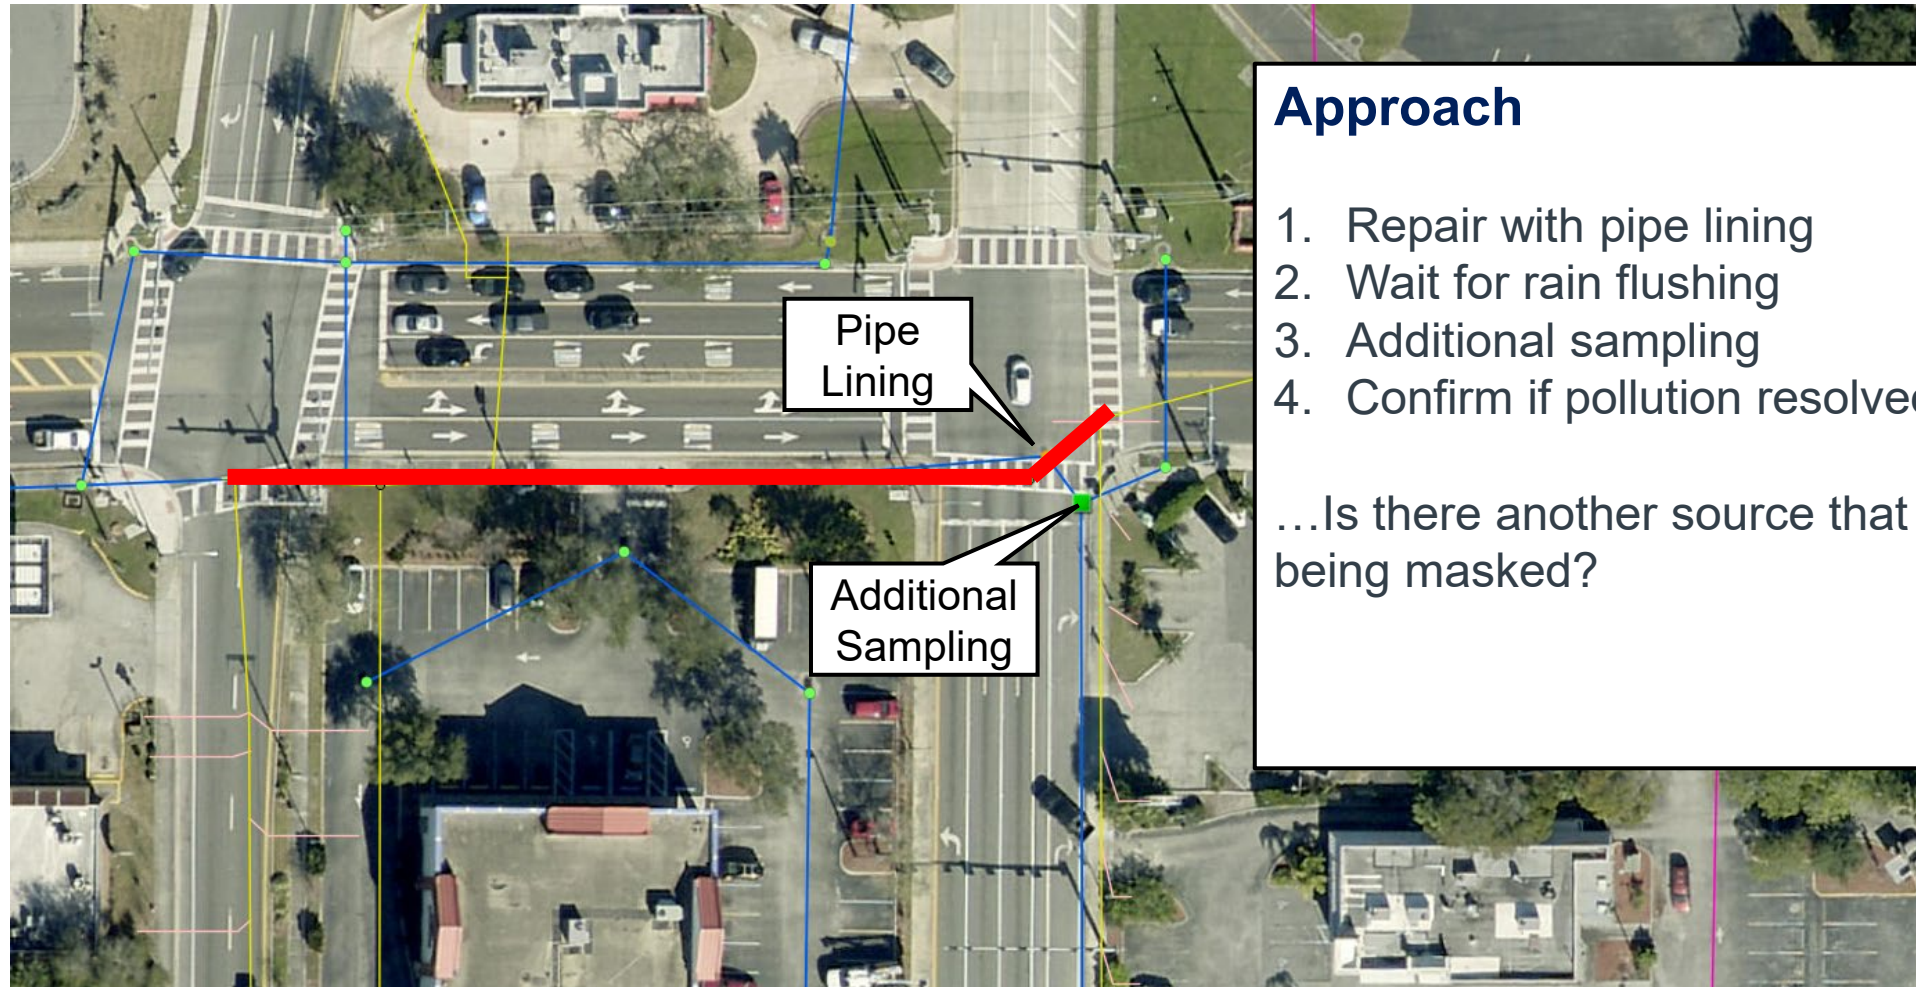 Approach
1. Repair with pipe lining
2. Wait for rain flushing
3. Additional sampling
4. Confirm if pollution resolve
…Is there another source that
being masked?
Pipe
Lining
Additional
Sampling